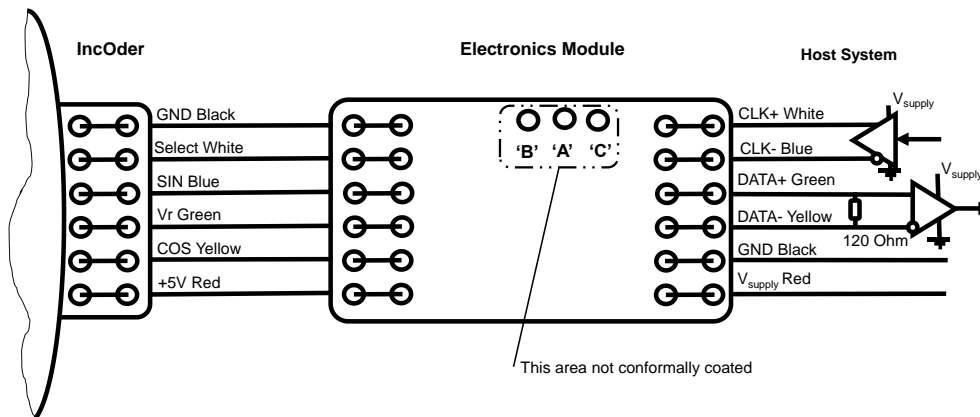 IncOder
Electronics Module
Host System
GND Black
Select White
SIN Blue
Vr Green
COS Yellow
+5V Red
'B' 'A' 'C'
CLK+ White
CLK- Blue
DATA+ Green
DATA- Yellow
120 Ohm
GND Black
Vsupply Red
Vsupply
Vsupply
This area not conformally coated